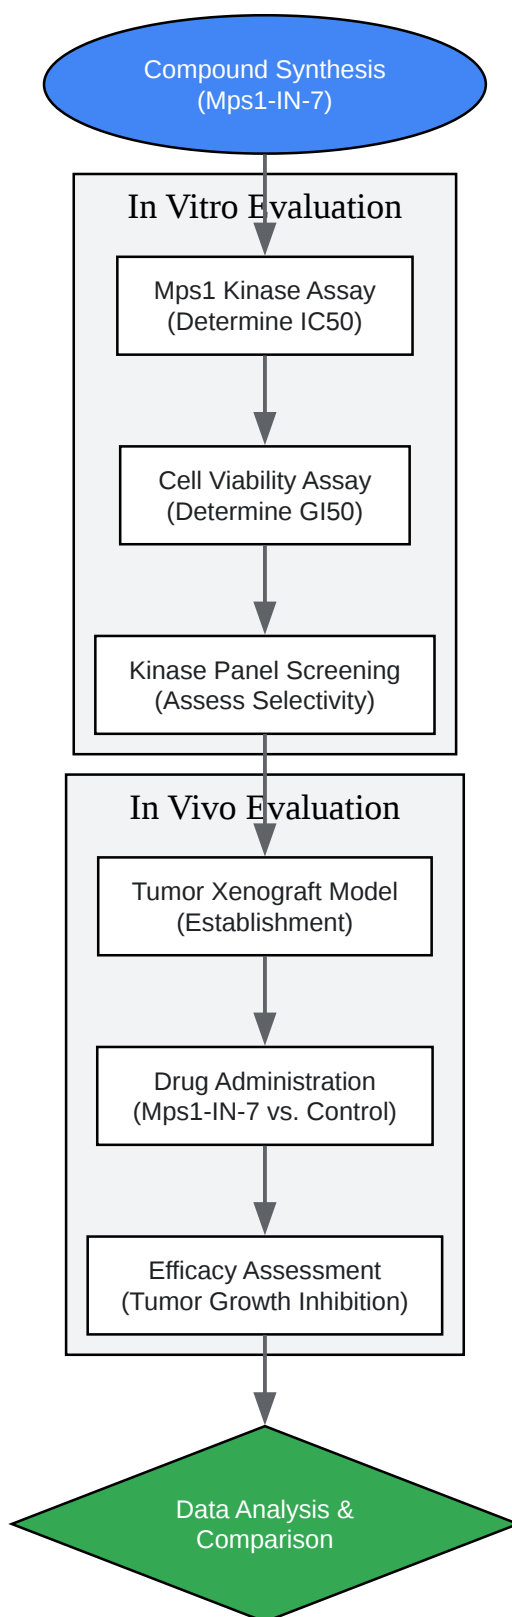 Compound Synthesis
(Mps1-IN-7)
In Vitro Evaluation
Mps1 Kinase Assay
(Determine IC50)
Cell Viability Assay
(Determine GI50)
Kinase Panel Screening
(Assess Selectivity)
In Vivo Evaluation
Tumor Xenograft Model
(Establishment)
Drug Administration
(Mps1-IN-7 vs. Control)
Efficacy Assessment
(Tumor Growth Inhibition)
Data Analysis &
Comparison